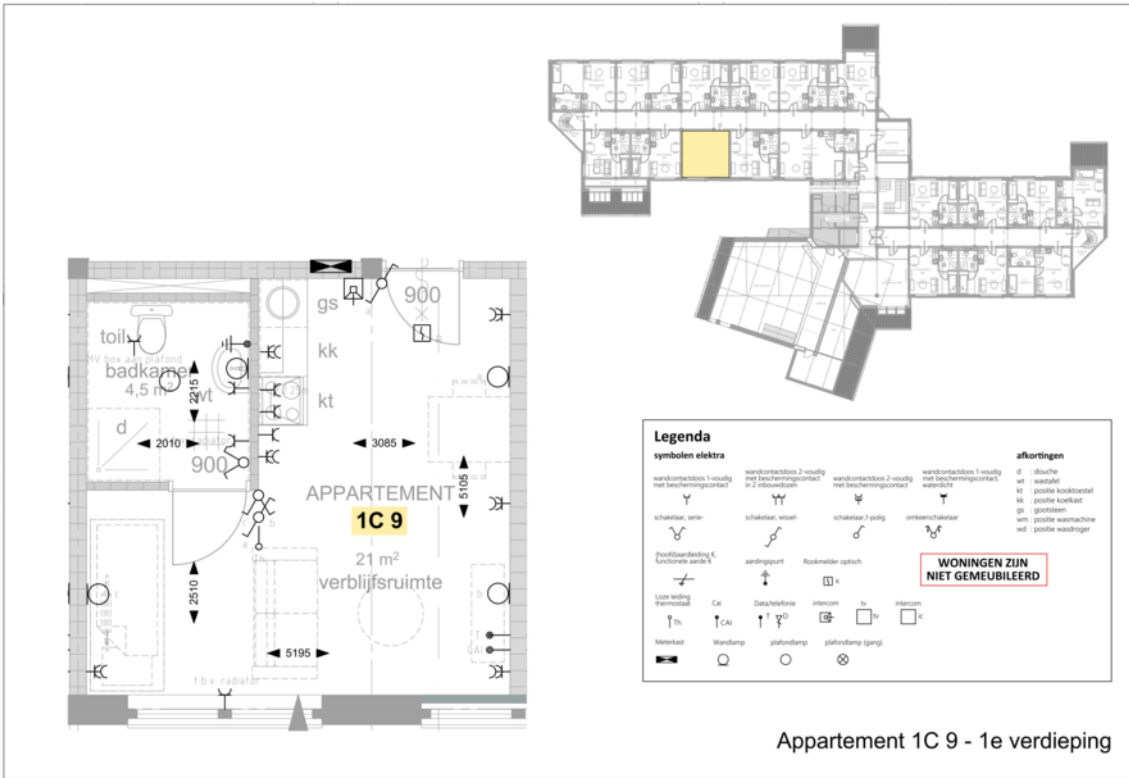 gs
900
toil.
MV box aan plafond
badkamer
4,5 m²
wt
2215
kk
kt
d
2010
900
3085
5105
APPARTEMENT
1C 9
21 m²
verblijfsruimte
2510
5195
t.b.v. radiator
CAI
Legenda
symbolen elektra
wandcontactdoos 1-voudig
met beschermingscontact
wandcontactdoos 2-voudig
met beschermingscontact
in 2 inbouwdozen
wandcontactdoos 2-voudig
met beschermingscontact
wandcontactdoos 1-voudig
met beschermingscontact,
waterdicht
schakelaar, serie-
schakelaar, wissel-
schakelaar,1-polig
omkeerschakelaar
(hoofd)aardleiding €,
functionele aarde €
aardingspunt
Rookmelder optisch
R
Loze leiding
thermostaat
Th
Cai
CAI
Data/telefonie
T
D
intercom
tv
tv
intercom
ic
Meterkast
Wandlamp
plafondlamp
plafondlamp (gang)
afkortingen
d : douche
wt : wastafel
kt : positie kooktoestel
kk : positie koelkast
gs : gootsteen
wm : positie wasmachine
wd : positie wasdroger
WONINGEN ZIJN
NIET GEMEUBILEERD
Appartement 1C 9 - 1e verdieping